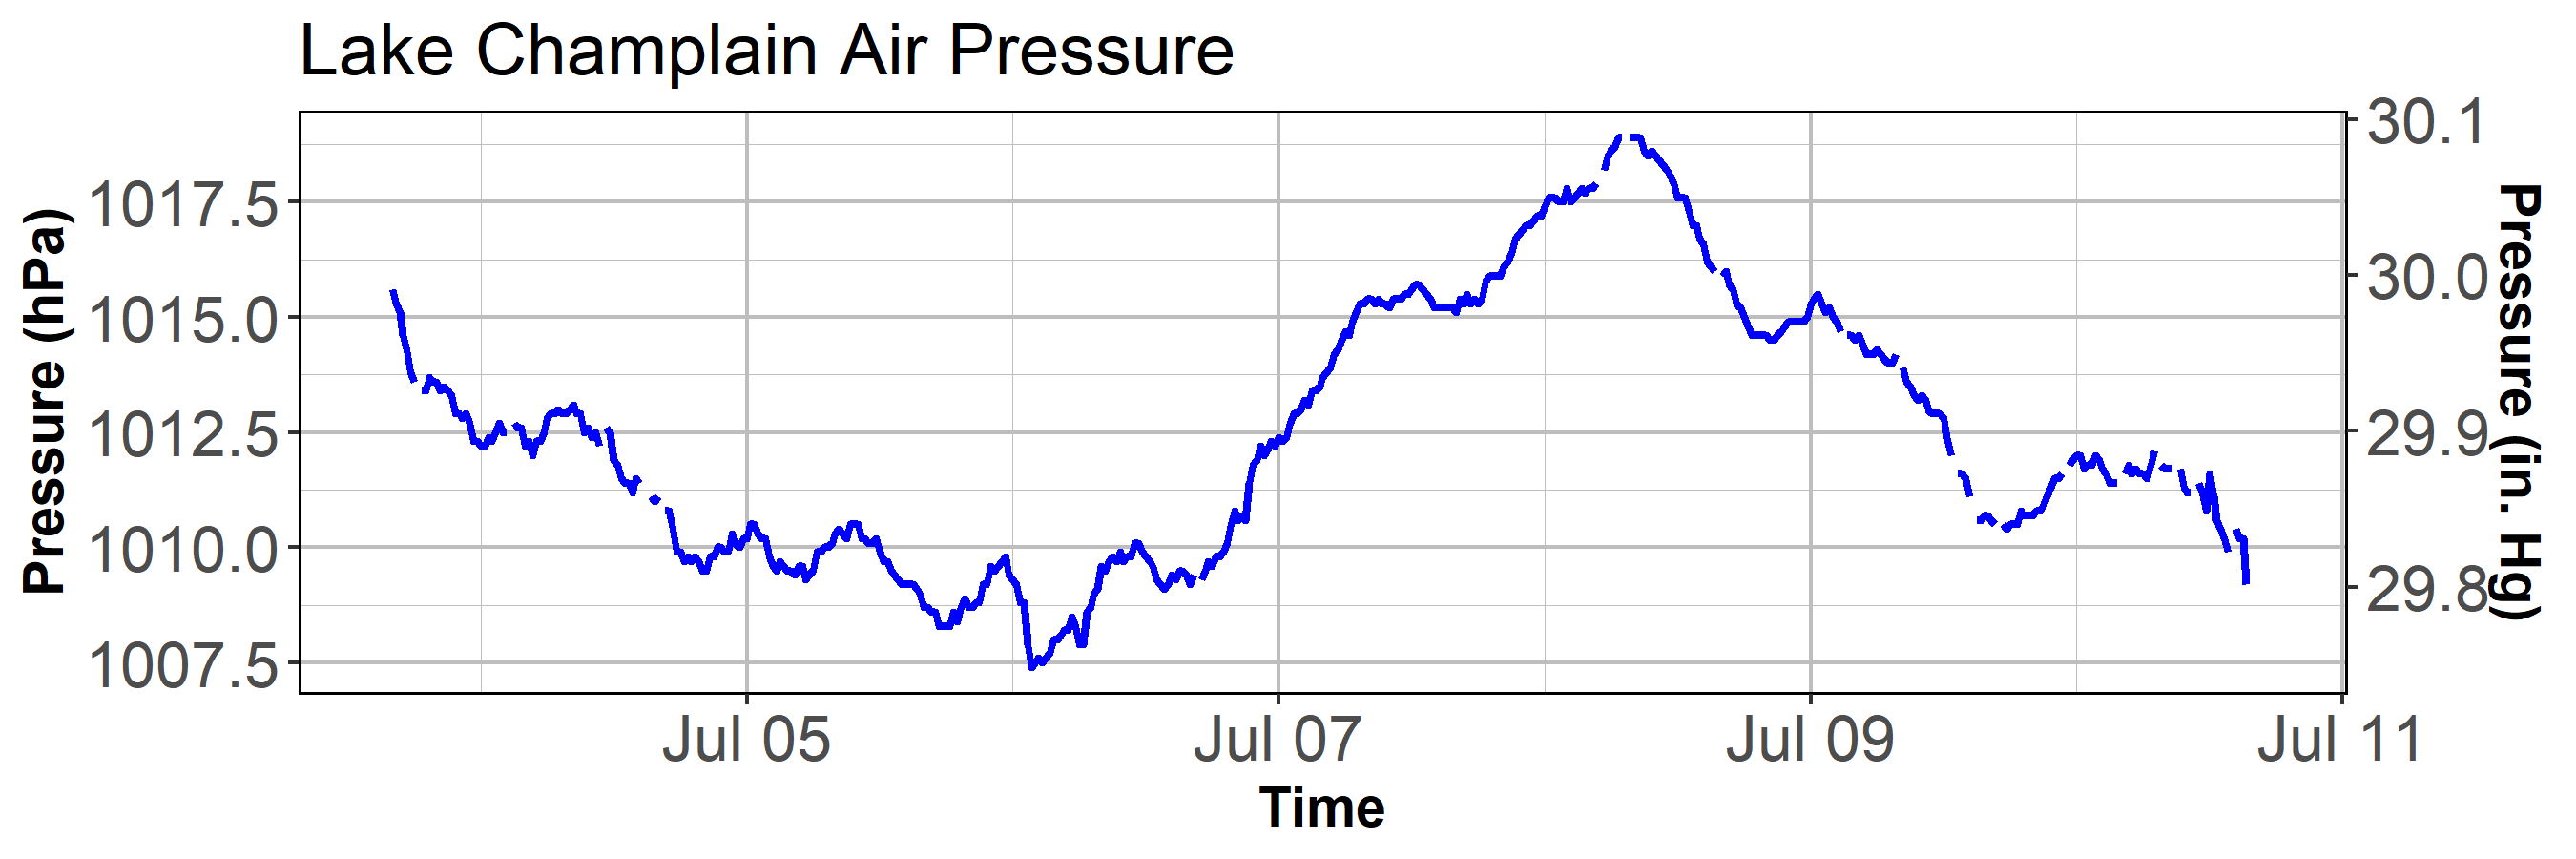 Lake Champlain Air Pressure
Pressure (hPa)
1017.5
1015.0
1012.5
1010.0
1007.5
30.1
30.0
29.9
29.8
Pressure (in. Hg)
Jul 05 Jul 07 Jul 09 Jul 11
Time